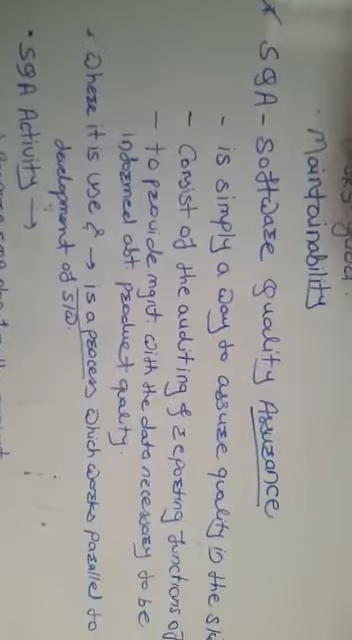 · Maintainability
* SQA - Software Quality Assurance
- is simply a way to assure quality in the
- Consist of the auditing & reporting functions of
- to provide mgnt. with the data necessary to be
informed abt. product quality.
• Where it is use & → is a process which works parallel to
development of s/w.
• SQA Activity →